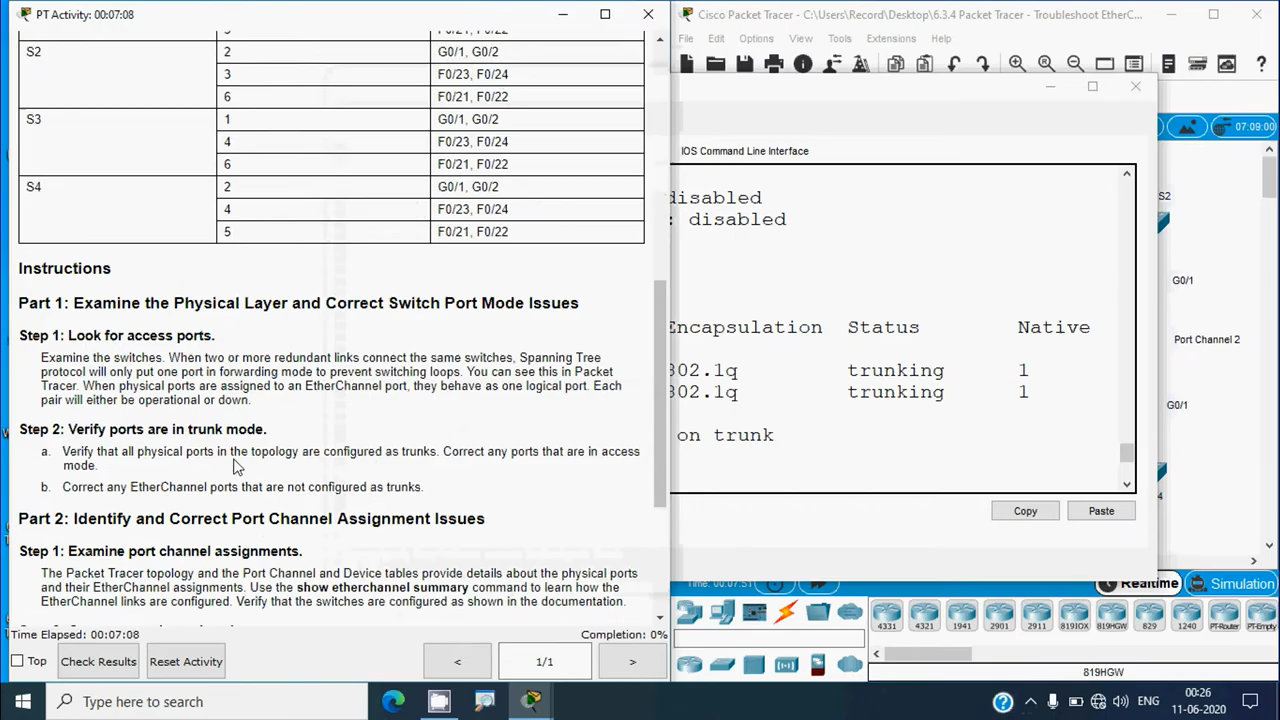 PT Activity: 00:07:08
Cisco Packet Tracer - C:\Users\Record\Desktop\6.3.4 Packet Tracer - Troubleshoot EtherC...
File Edit Options View Tools Extensions Window Help
S2 2 G0/1, G0/2
3 F0/23, F0/24
6 F0/21, F0/22
S3 1 G0/1, G0/2
4 F0/23, F0/24
6 F0/21, F0/22
S4 2 G0/1, G0/2
4 F0/23, F0/24
5 F0/21, F0/22
Instructions
Part 1: Examine the Physical Layer and Correct Switch Port Mode Issues
Step 1: Look for access ports.
Examine the switches. When two or more redundant links connect the same switches, Spanning Tree
protocol will only put one port in forwarding mode to prevent switching loops. You can see this in Packet
Tracer. When physical ports are assigned to an EtherChannel port, they behave as one logical port. Each
pair will either be operational or down.
Step 2: Verify ports are in trunk mode.
a. Verify that all physical ports in the topology are configured as trunks. Correct any ports that are in access
mode.
b. Correct any EtherChannel ports that are not configured as trunks.
Part 2: Identify and Correct Port Channel Assignment Issues
Step 1: Examine port channel assignments.
The Packet Tracer topology and the Port Channel and Device tables provide details about the physical ports
and their EtherChannel assignments. Use the show etherchannel summary command to learn how the
EtherChannel links are configured. Verify that the switches are configured as shown in the documentation.
Time Elapsed: 00:07:08 Completion: 0%
Top Check Results Reset Activity < 1/1 >
IOS Command Line Interface
disabled
: disabled
Encapsulation Status Native
802.1q trunking 1
802.1q trunking 1
on trunk
Copy Paste
07:09:00
S2
G0/1
Port Channel 2
G0/1
Time: 00:07:51 Realtime Simulation
4331 4321 1941 2901 2911 819IOX 819HGW 829 1240 PT-Router PT-Empty
819HGW
Type here to search
ENG
00:26
11-06-2020